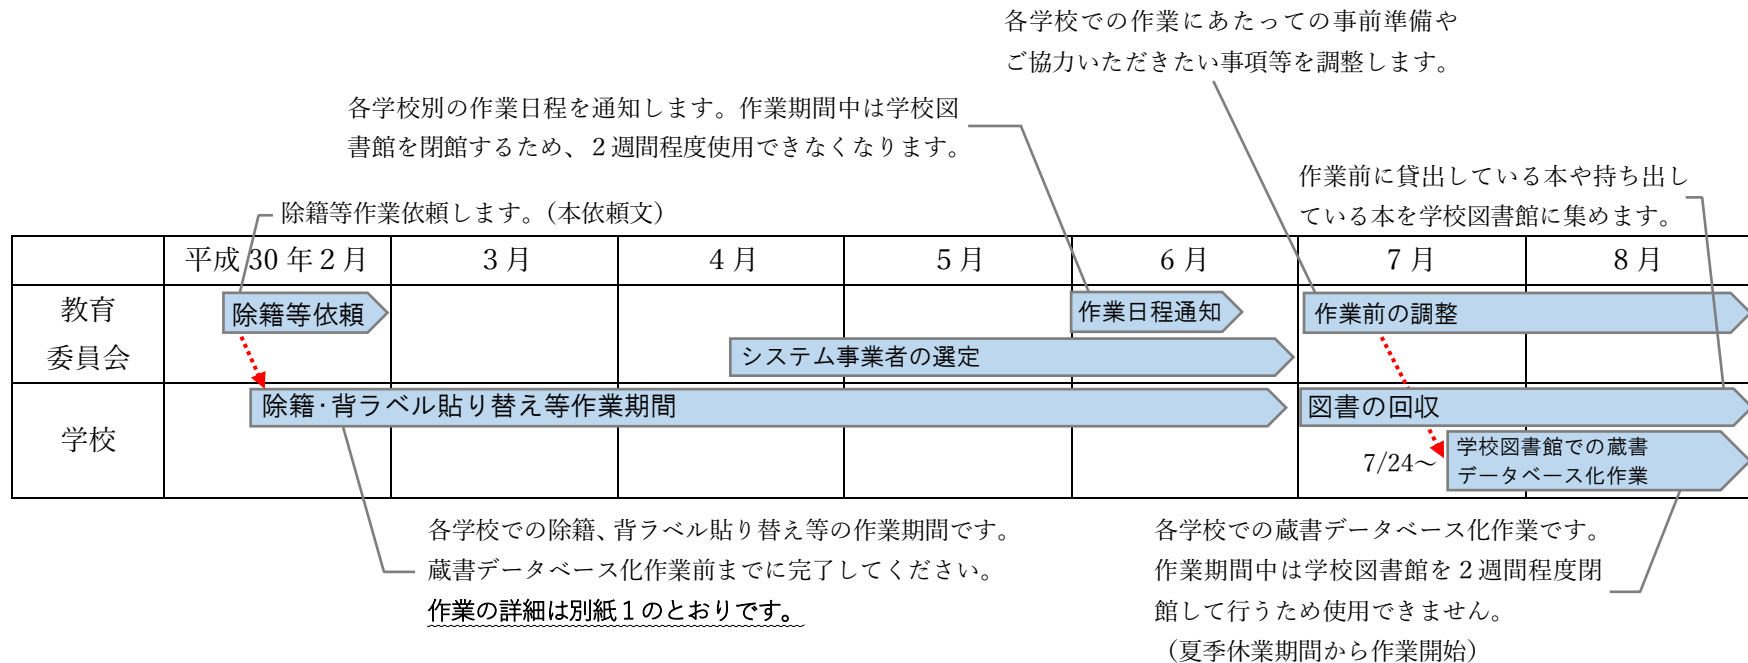 各学校での作業にあたっての事前準備や
ご協力いただきたい事項等を調整します。
各学校別の作業日程を通知します。作業期間中は学校図
書館を閉館するため、２週間程度使用できなくなります。
作業前に貸出している本や持ち出し
ている本を学校図書館に集めます。
除籍等作業依頼します。（本依頼文）
平成 30 年２月
３月
４月
５月
６月
７月
８月
教育
委員会
除籍等依頼
作業日程通知
作業前の調整
システム事業者の選定
学校
除籍･背ラベル貼り替え等作業期間
図書の回収
7/24～
学校図書館での蔵書
データベース化作業
各学校での除籍、背ラベル貼り替え等の作業期間です。
蔵書データベース化作業前までに完了してください。
作業の詳細は別紙１のとおりです。
各学校での蔵書データベース化作業です。
作業期間中は学校図書館を２週間程度閉
館して行うため使用できません。
（夏季休業期間から作業開始）